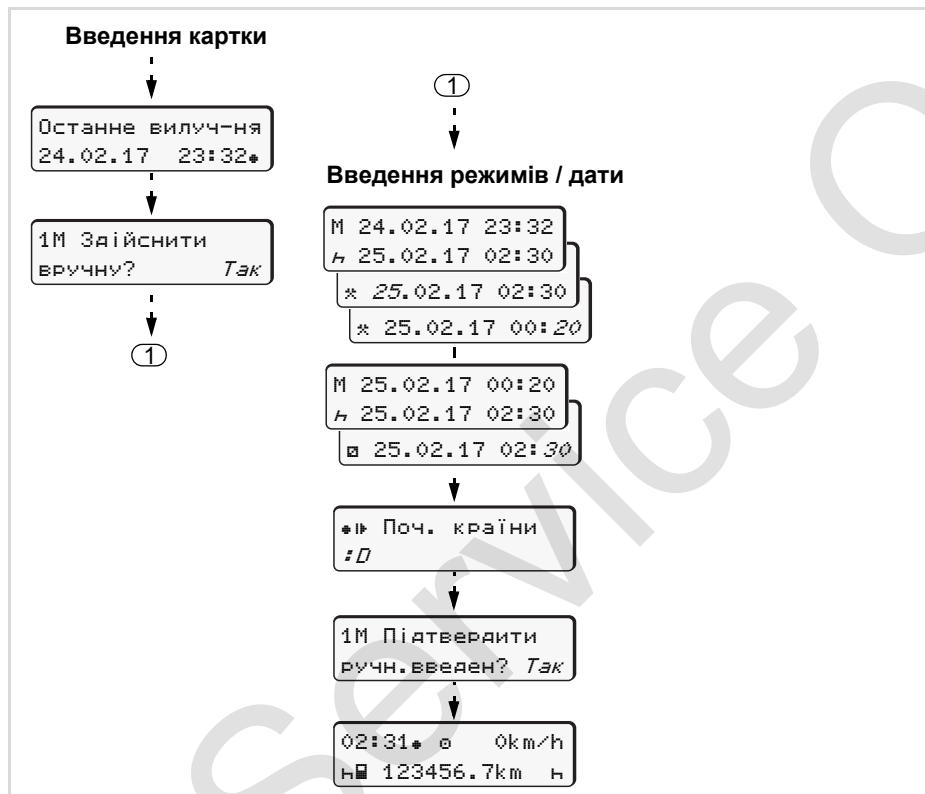 Введення картки
Останнє вилуч-ня
24.02.17 23:32
1M Здійснити
вручну? Так
1
1
Введення режимів / дати
M 24.02.17 23:32
25.02.17 02:30
25.02.17 02:30
25.02.17 00:20
M 25.02.17 00:20
25.02.17 02:30
25.02.17 02:30
Поч. країни
:D
1M Підтвердити
ручн.введен? Так
02:31 0km/h
123456.7km
Service